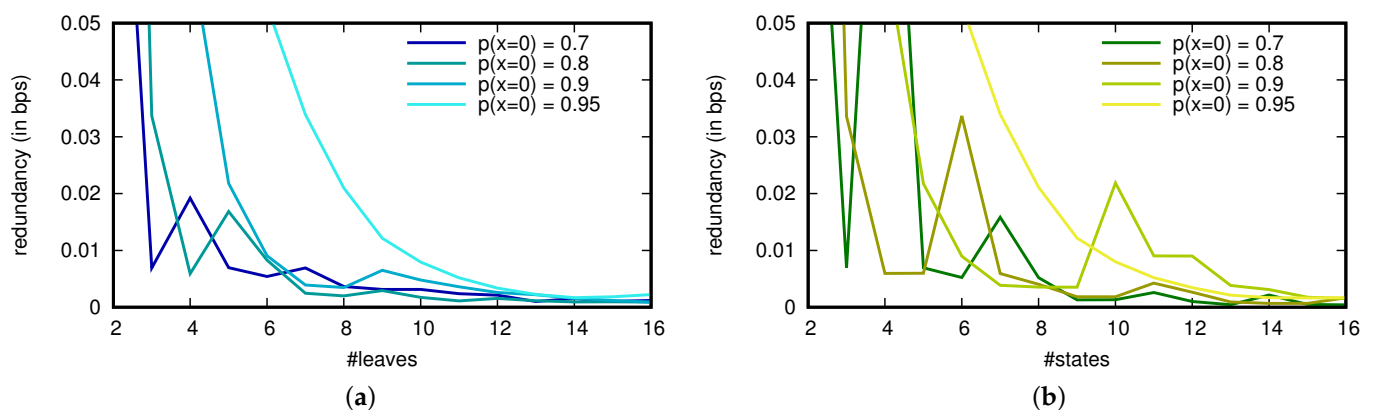 0.05
0.04
0.03
0.02
0.01
0
redundancy (in bps)
p(x=0) = 0.7
p(x=0) = 0.8
p(x=0) = 0.9
p(x=0) = 0.95
2 4 6 8 10 12 14 16
#leaves
(a)
0.05
0.04
0.03
0.02
0.01
0
redundancy (in bps)
p(x=0) = 0.7
p(x=0) = 0.8
p(x=0) = 0.9
p(x=0) = 0.95
2 4 6 8 10 12 14 16
#states
(b)